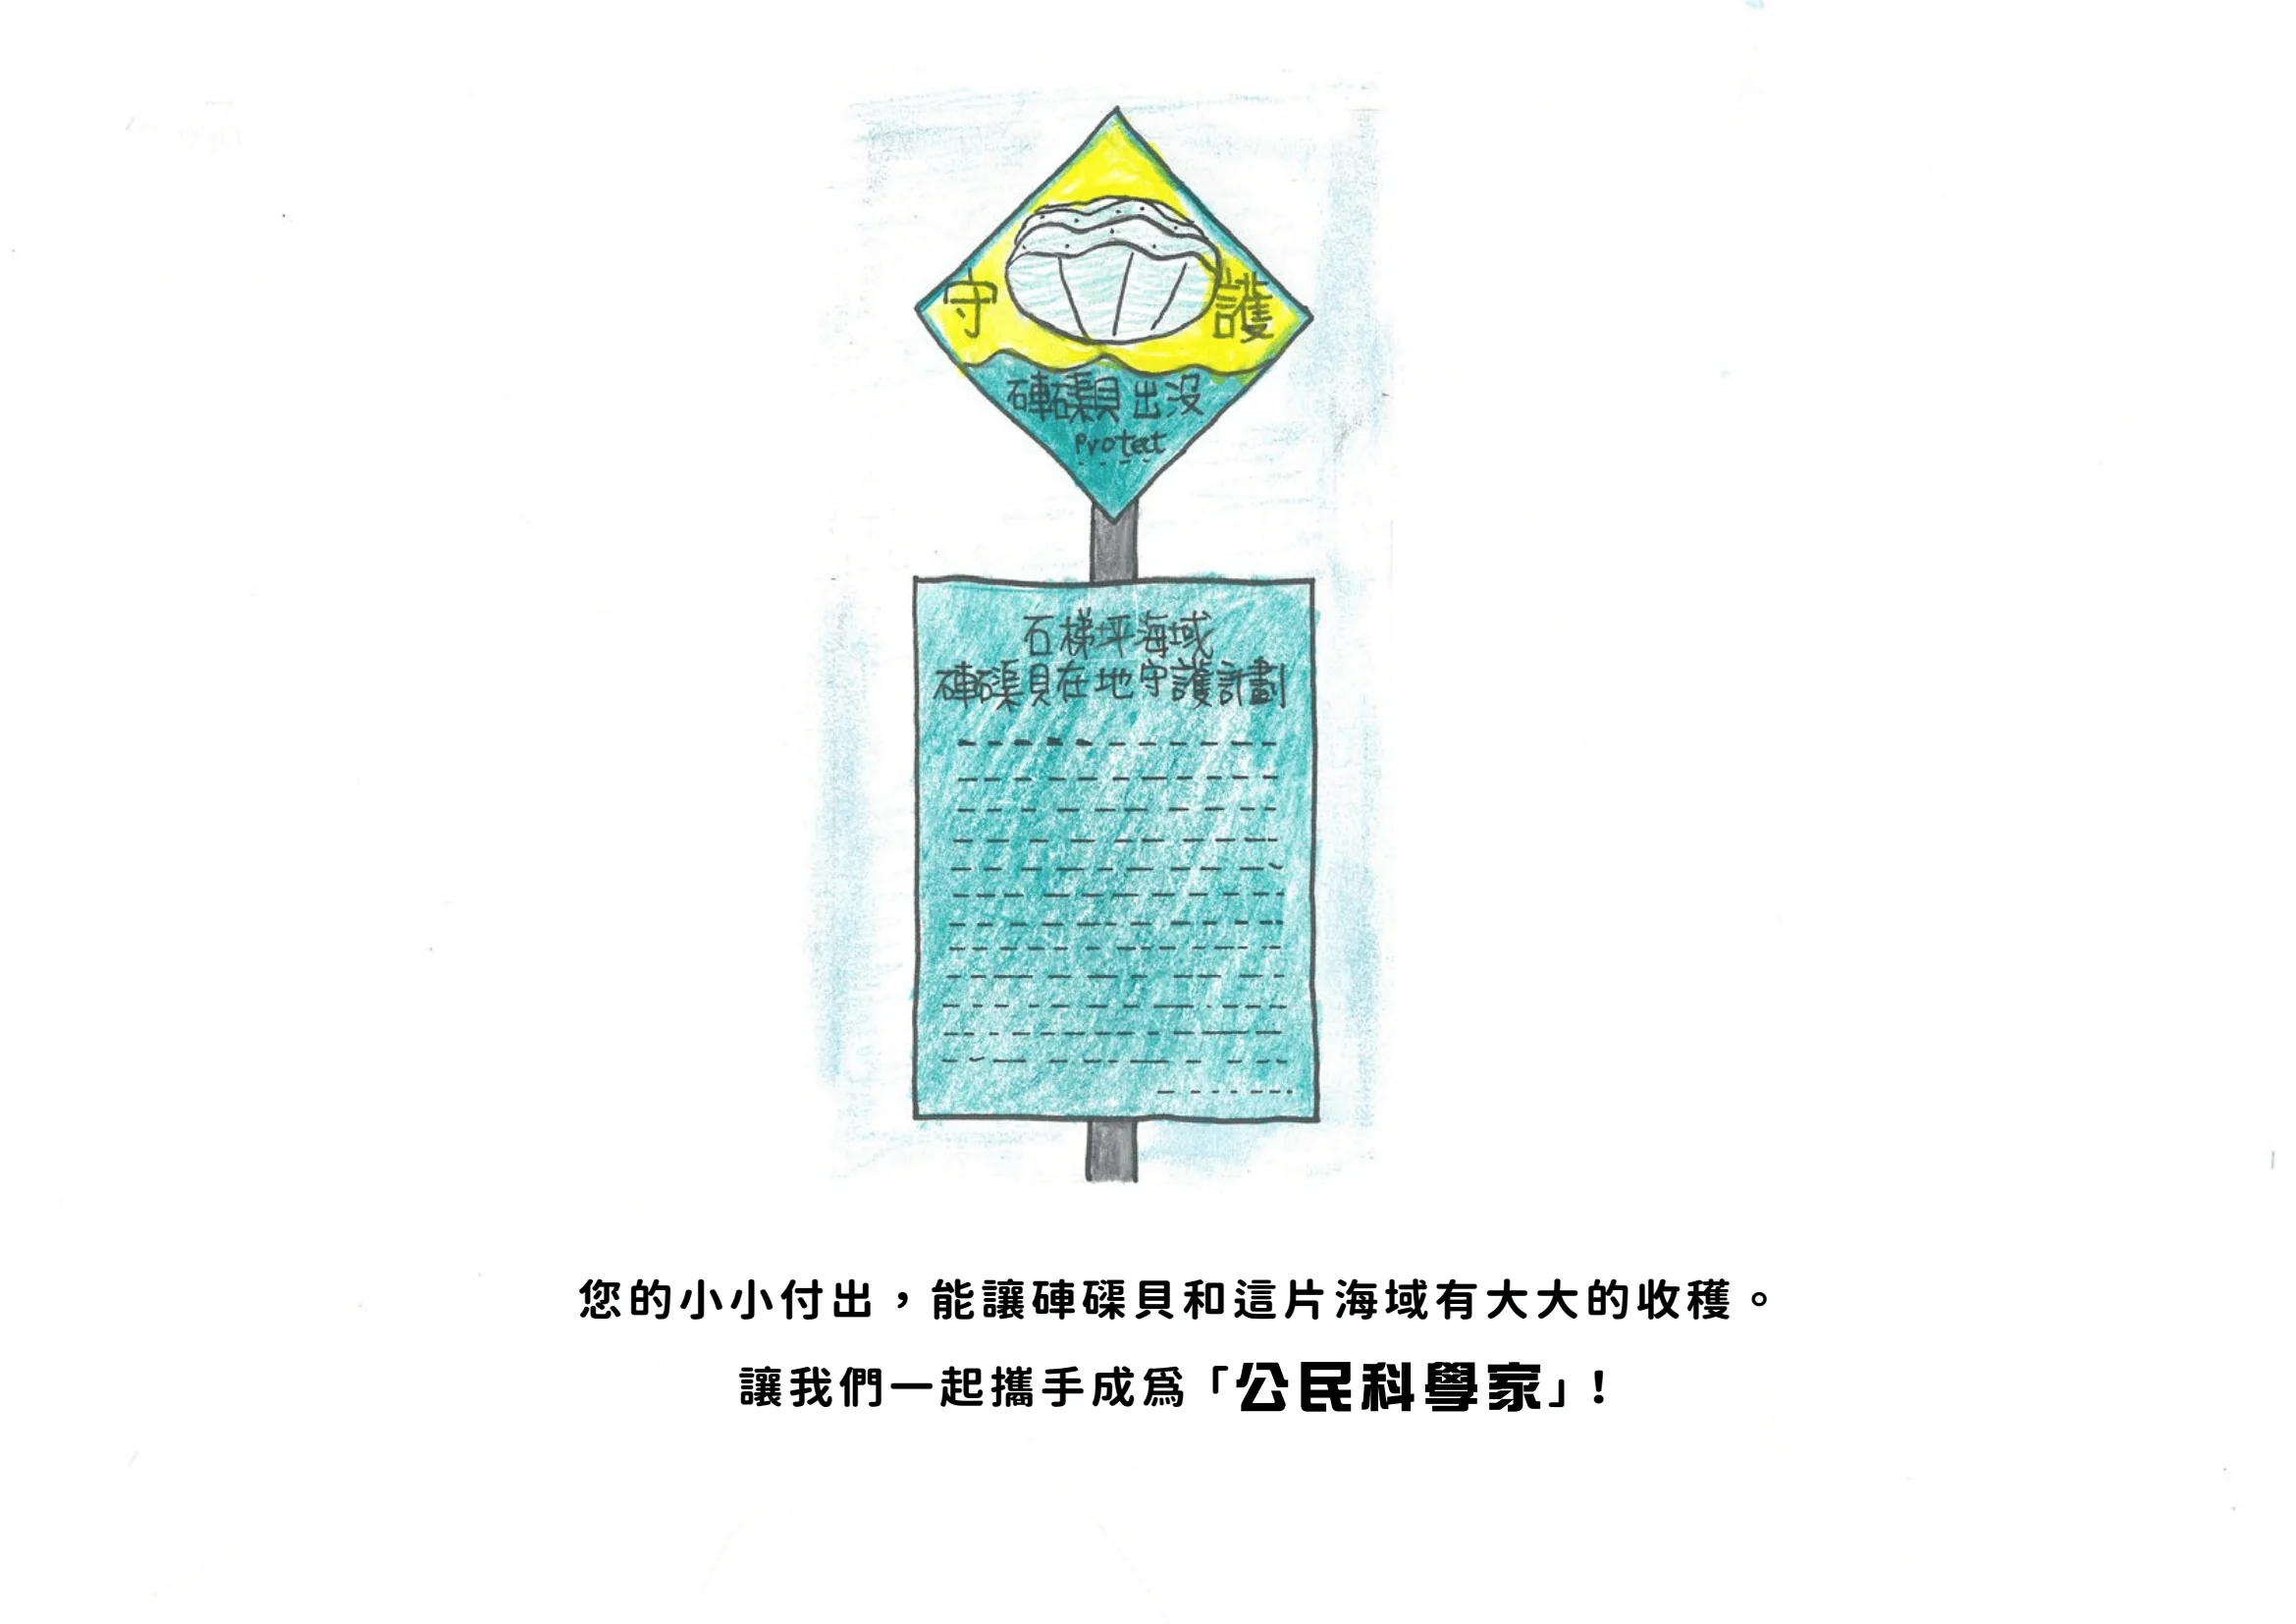 守護
硨磲貝出沒
Protect
石梯坪海域
硨磲貝在地守護計劃
您的小小付出，能讓硨磲貝和這片海域有大大的收穫。
讓我們一起攜手成為「公民科學家」！